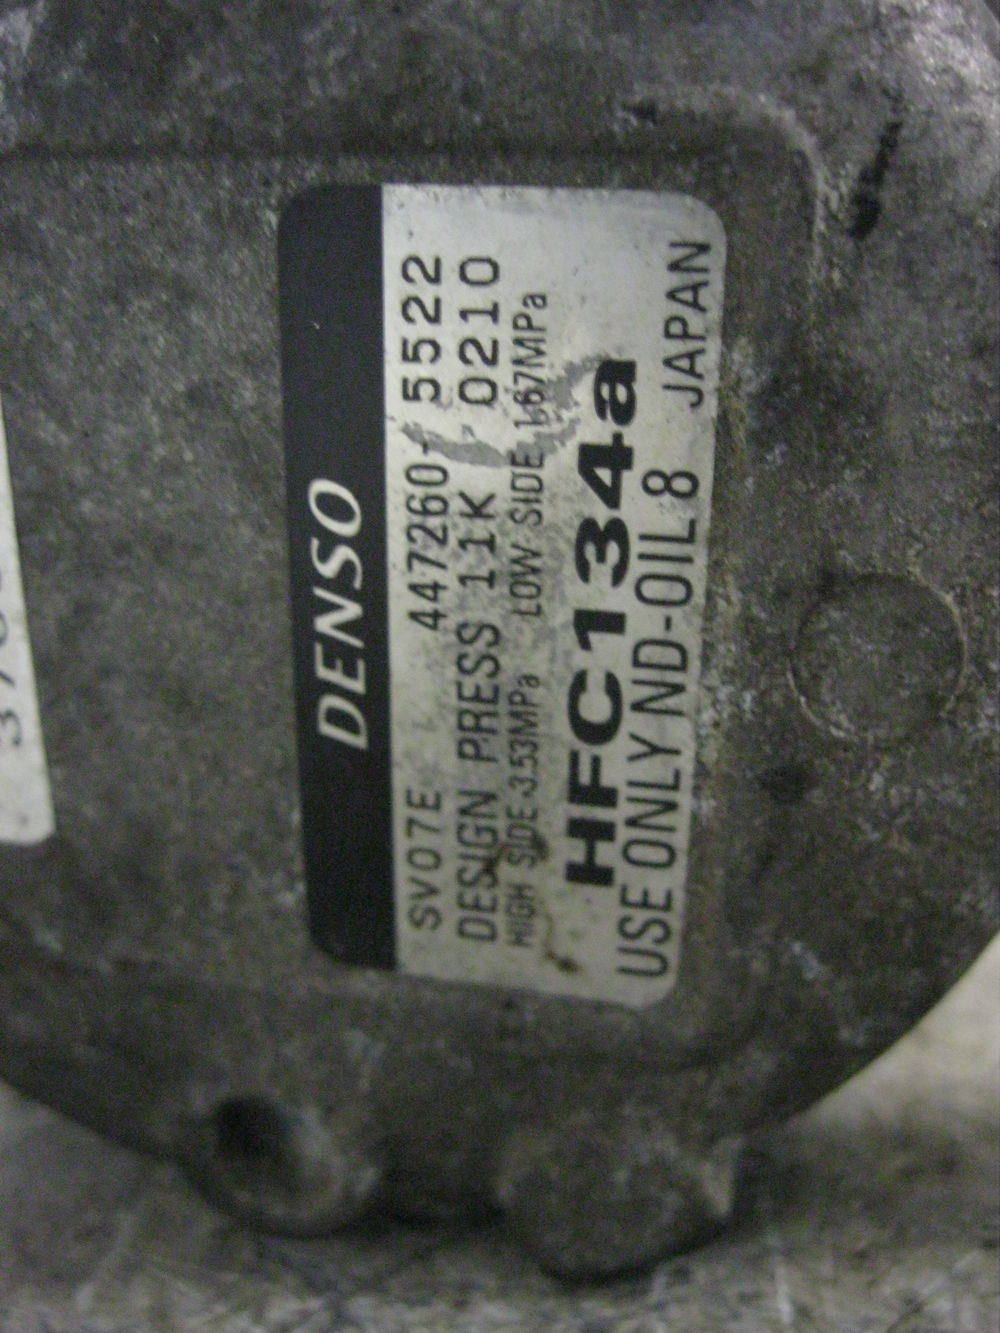 DENSO
SV07E 447260-5522
DESIGN PRESS 11K 0210
HIGH SIDE 3.53MPa LOW SIDE 1.67MPa
HFC134a
USE ONLY ND-OIL 8 JAPAN